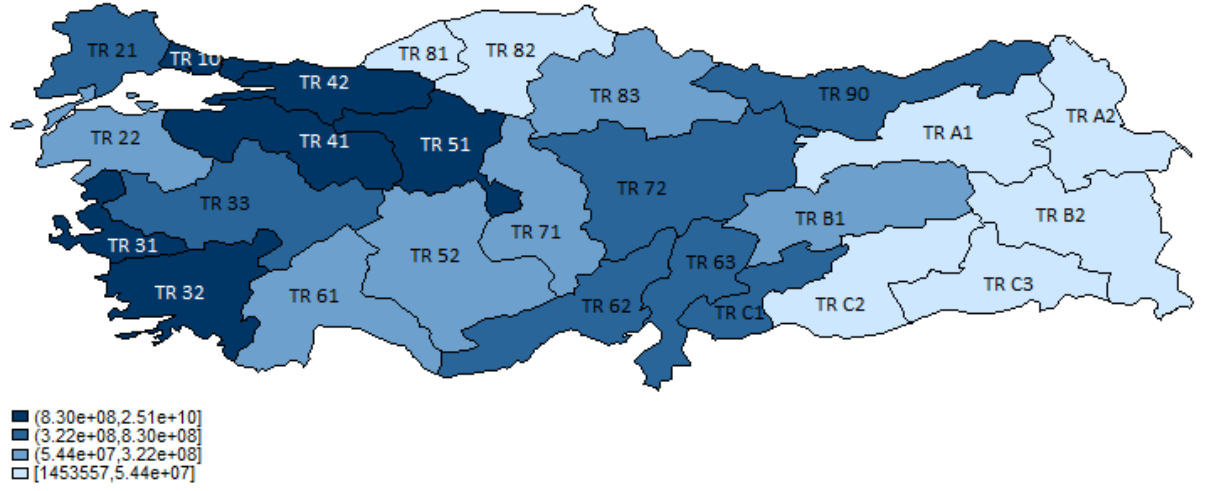 TR 21
TR 10
TR 81
TR 82
TR 42
TR 83
TR 90
TR A2
TR 22
TR 41
TR 51
TR A1
TR 33
TR 72
TR B1
TR B2
TR 31
TR 71
TR 52
TR 63
TR 32
TR 61
TR 62
TR C1
TR C2
TR C3
(8.30e+08,2.51e+10]
(3.22e+08,8.30e+08]
(5.44e+07,3.22e+08]
[1453557,5.44e+07]